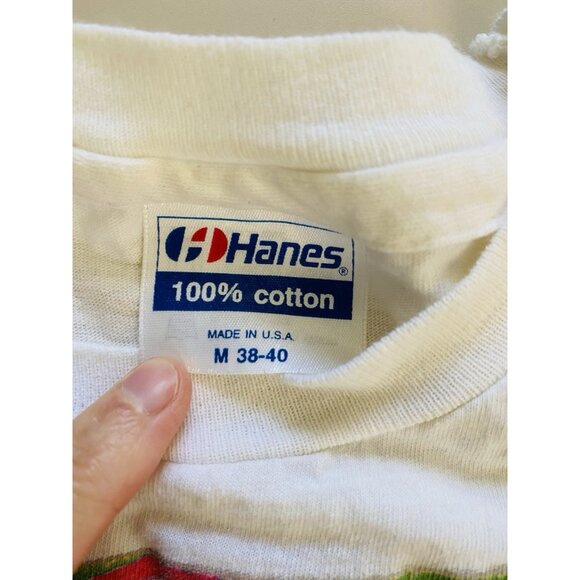 Hanes®
100% cotton
MADE IN U.S.A.
M 38-40